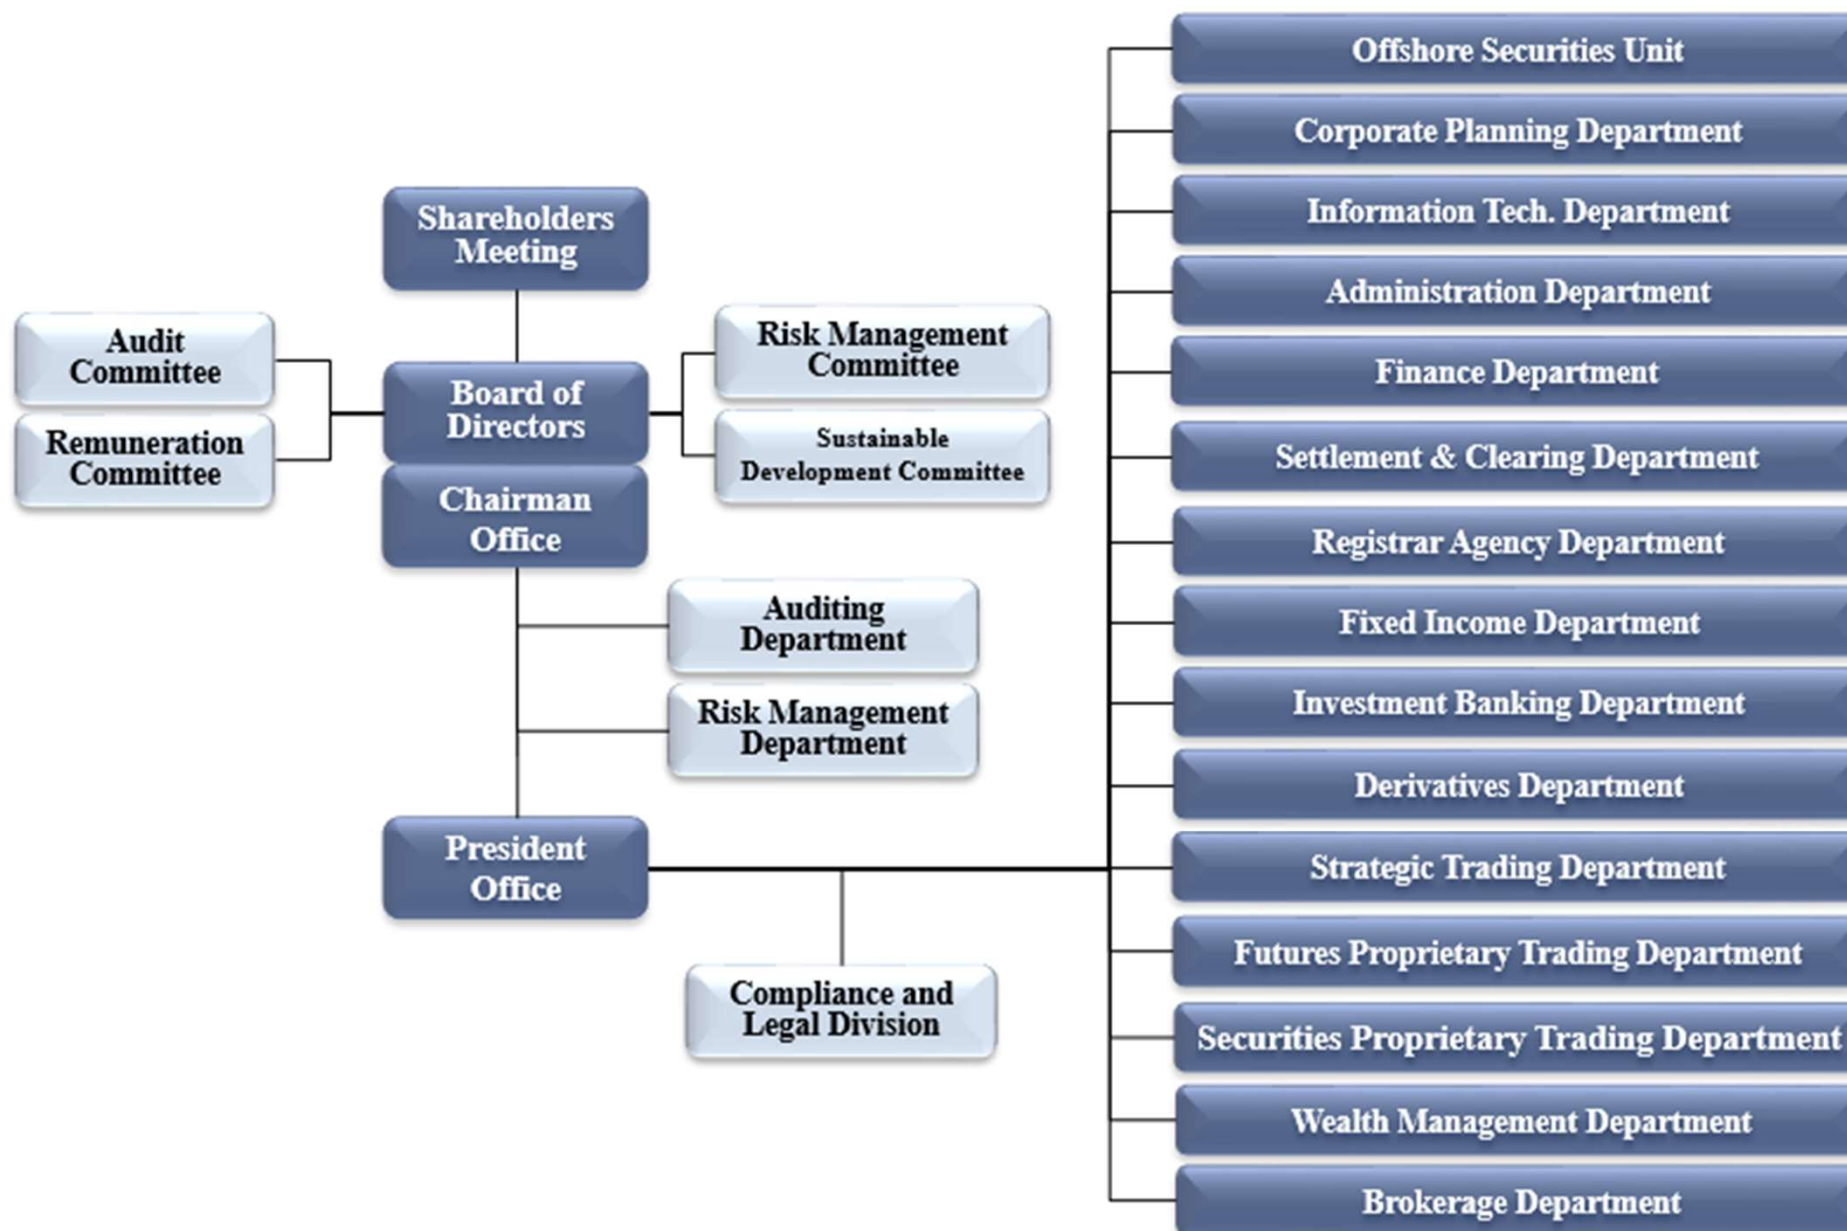 Shareholders
Meeting
Audit
Committee
Remuneration
Committee
Board of
Directors
Chairman
Office
Risk Management
Committee
Sustainable
Development Committee
Auditing
Department
Risk Management
Department
President
Office
Compliance and
Legal Division
Offshore Securities Unit
Corporate Planning Department
Information Tech. Department
Administration Department
Finance Department
Settlement & Clearing Department
Registrar Agency Department
Fixed Income Department
Investment Banking Department
Derivatives Department
Strategic Trading Department
Futures Proprietary Trading Department
Securities Proprietary Trading Department
Wealth Management Department
Brokerage Department